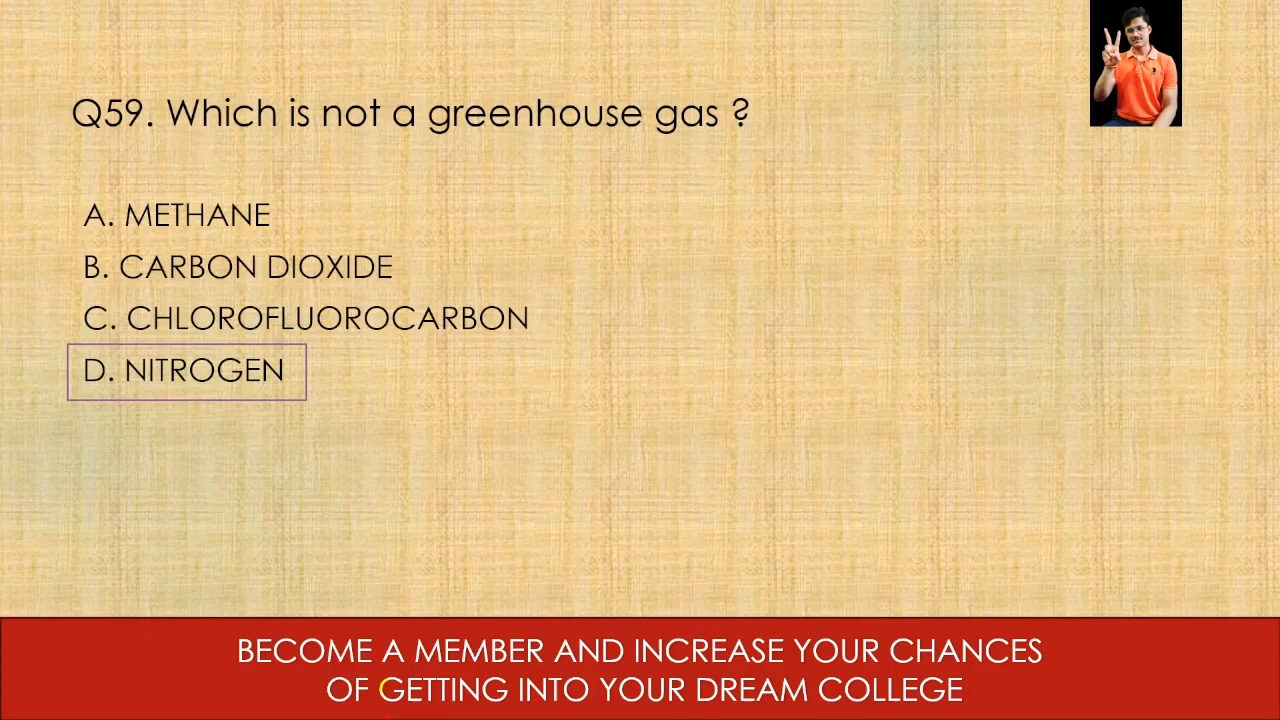 Q59. Which is not a greenhouse gas ?
A. METHANE
B. CARBON DIOXIDE
C. CHLOROFLUOROCARBON
D. NITROGEN
BECOME A MEMBER AND INCREASE YOUR CHANCES
OF GETTING INTO YOUR DREAM COLLEGE